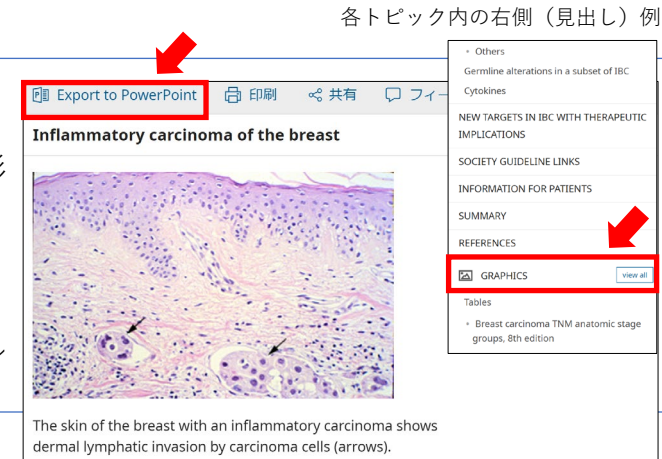 各トピック内の右側（見出し）例
Export to PowerPoint 印刷 共有 フィー
Inflammatory carcinoma of the breast
形
The skin of the breast with an inflammatory carcinoma shows
dermal lymphatic invasion by carcinoma cells (arrows).
Others
Germline alterations in a subset of IBC
Cytokines
NEW TARGETS IN IBC WITH THERAPEUTIC
IMPLICATIONS
SOCIETY GUIDELINE LINKS
INFORMATION FOR PATIENTS
SUMMARY
REFERENCES
GRAPHICS view all
Tables
Breast carcinoma TNM anatomic stage
groups, 8th edition